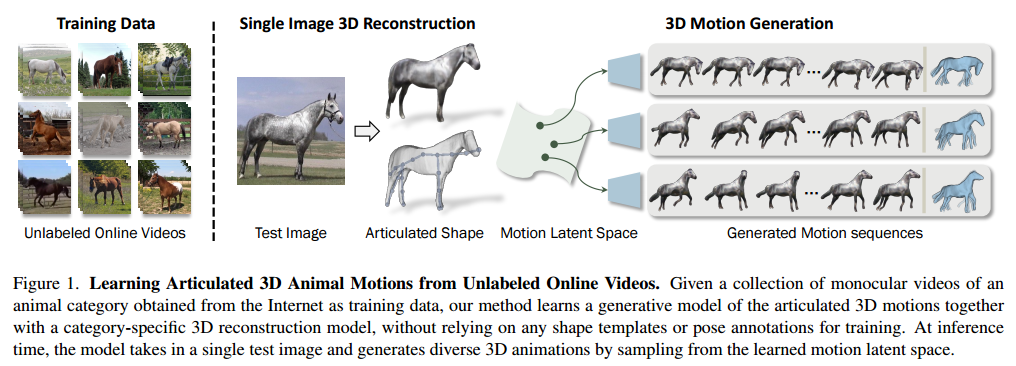 Training Data
Single Image 3D Reconstruction
3D Motion Generation
Unlabeled Online Videos
Test Image
Articulated Shape
Motion Latent Space
Generated Motion sequences
Figure 1. Learning Articulated 3D Animal Motions from Unlabeled Online Videos. Given a collection of monocular videos of an
animal category obtained from the Internet as training data, our method learns a generative model of the articulated 3D motions together
with a category-specific 3D reconstruction model, without relying on any shape templates or pose annotations for training. At inference
time, the model takes in a single test image and generates diverse 3D animations by sampling from the learned motion latent space.